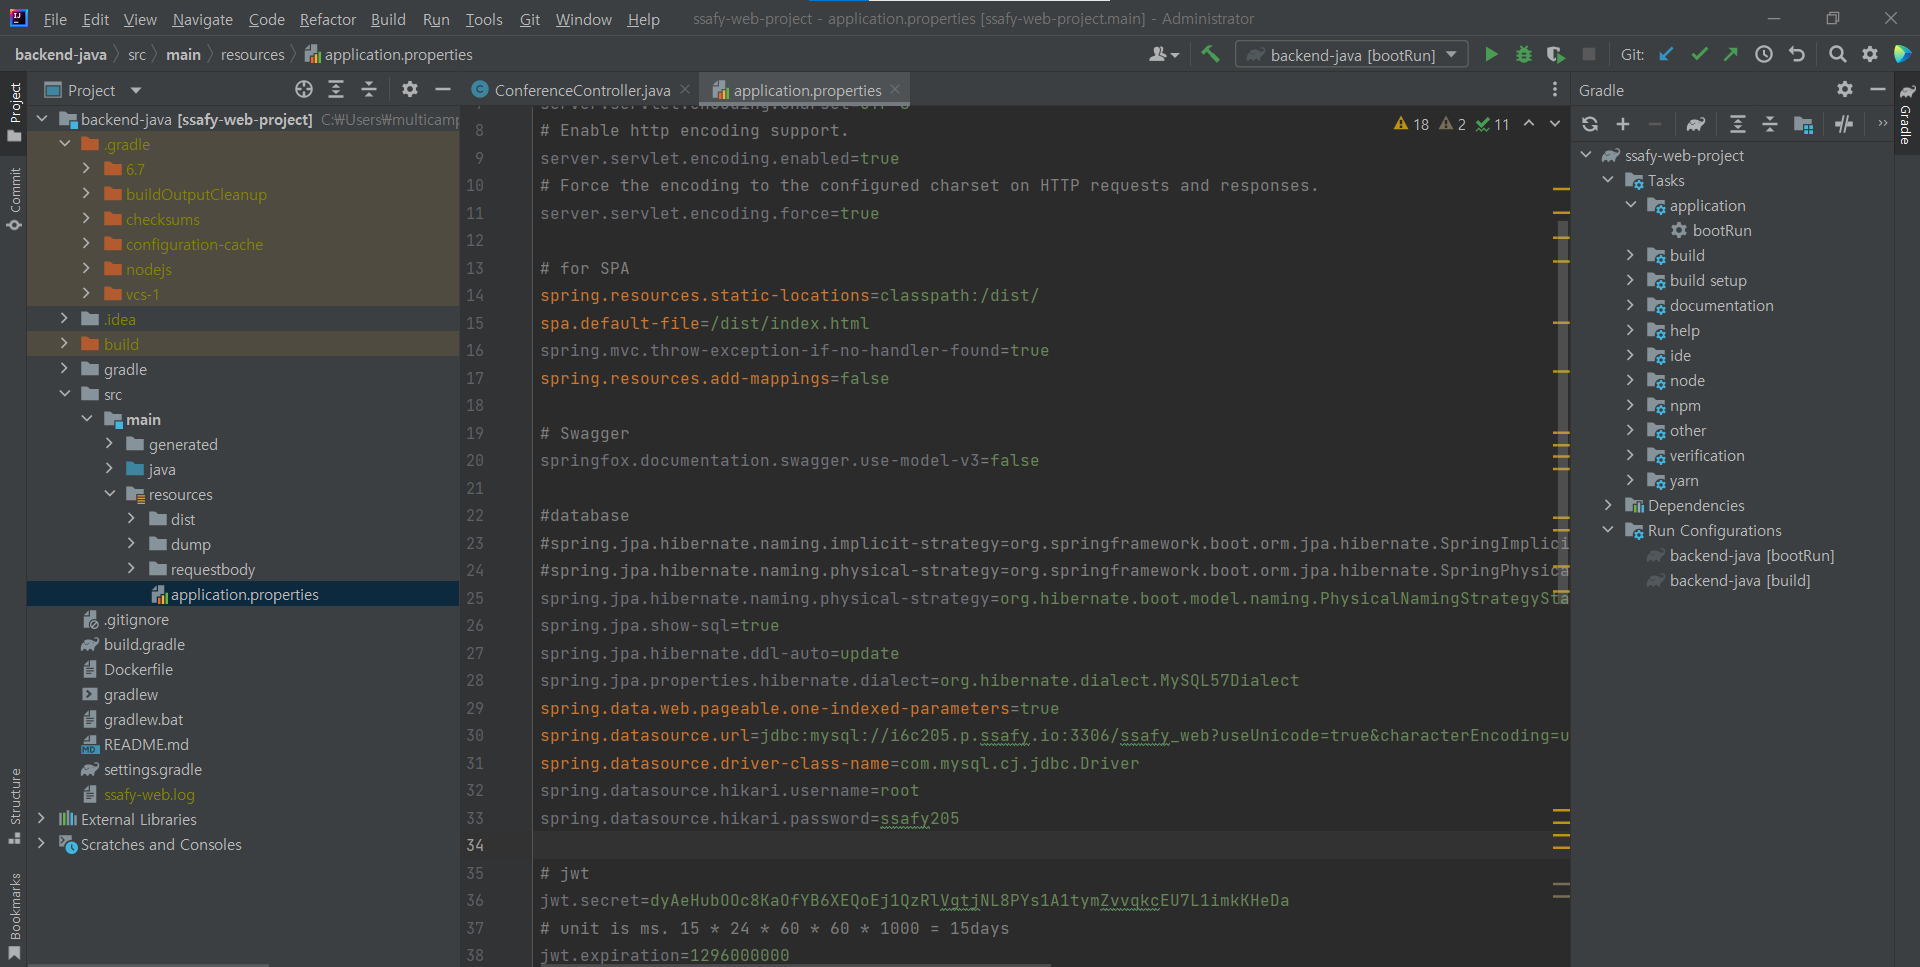 File Edit View Navigate Code Refactor Build Run Tools Git Window Help ssafy-web-project - application.properties [ssafy-web-project.main] - Administrator
backend-java src main resources application.properties
backend-java [bootRun]
Git:
Project
ConferenceController.java
application.properties
Gradle
Project
Commit
Structure
Bookmarks
backend-java [ssafy-web-project] C:₩Users₩multicamp
.gradle
6.7
buildOutputCleanup
checksums
configuration-cache
nodejs
vcs-1
.idea
build
gradle
src
main
generated
java
resources
dist
dump
requestbody
application.properties
.gitignore
build.gradle
Dockerfile
gradlew
gradlew.bat
README.md
settings.gradle
ssafy-web.log
External Libraries
Scratches and Consoles
18 2 11
8 # Enable http encoding support.
9 server.servlet.encoding.enabled=true
10 # Force the encoding to the configured charset on HTTP requests and responses.
11 server.servlet.encoding.force=true
12
13 # for SPA
14 spring.resources.static-locations=classpath:/dist/
15 spa.default-file=/dist/index.html
16 spring.mvc.throw-exception-if-no-handler-found=true
17 spring.resources.add-mappings=false
18
19 # Swagger
20 springfox.documentation.swagger.use-model-v3=false
21
22 #database
23 #spring.jpa.hibernate.naming.implicit-strategy=org.springframework.boot.orm.jpa.hibernate.SpringImplici
24 #spring.jpa.hibernate.naming.physical-strategy=org.springframework.boot.orm.jpa.hibernate.SpringPhysica
25 spring.jpa.hibernate.naming.physical-strategy=org.hibernate.boot.model.naming.PhysicalNamingStrategySta
26 spring.jpa.show-sql=true
27 spring.jpa.hibernate.ddl-auto=update
28 spring.jpa.properties.hibernate.dialect=org.hibernate.dialect.MySQL57Dialect
29 spring.data.web.pageable.one-indexed-parameters=true
30 spring.datasource.url=jdbc:mysql://i6c205.p.ssafy.io:3306/ssafy_web?useUnicode=true&characterEncoding=u
31 spring.datasource.driver-class-name=com.mysql.cj.jdbc.Driver
32 spring.datasource.hikari.username=root
33 spring.datasource.hikari.password=ssafy205
34
35 # jwt
36 jwt.secret=dyAeHubOOc8KaOfYB6XEQoEj1QzRlVgtjNL8PYs1A1tymZvvqkcEU7L1imkKHeDa
37 # unit is ms. 15 * 24 * 60 * 60 * 1000 = 15days
38 jwt.expiration=1296000000
ssafy-web-project
Tasks
application
bootRun
build
build setup
documentation
help
ide
node
npm
other
verification
yarn
Dependencies
Run Configurations
backend-java [bootRun]
backend-java [build]
Gradle